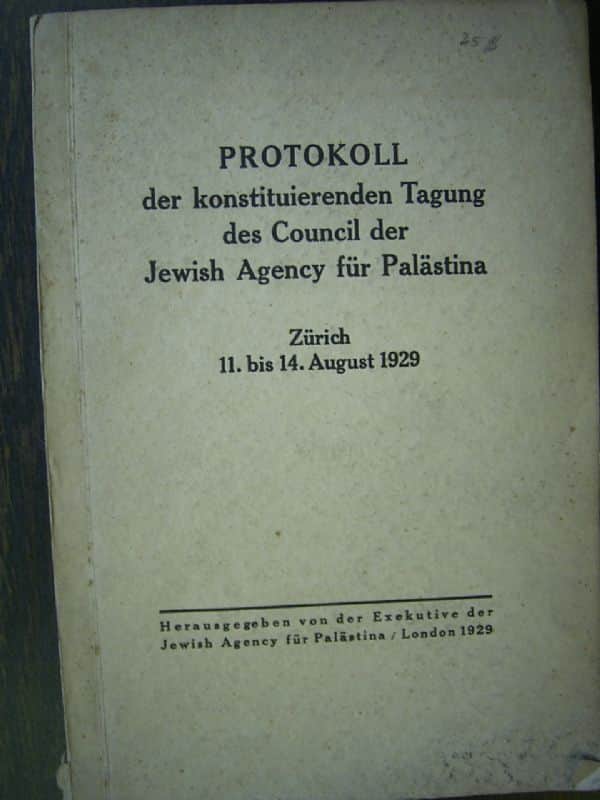 25 $
PROTOKOLL
der konstituierenden Tagung
des Council der
Jewish Agency für Palästina
Zürich
11. bis 14. August 1929
Herausgegeben von der Exekutive der
Jewish Agency für Palästina / London 1929